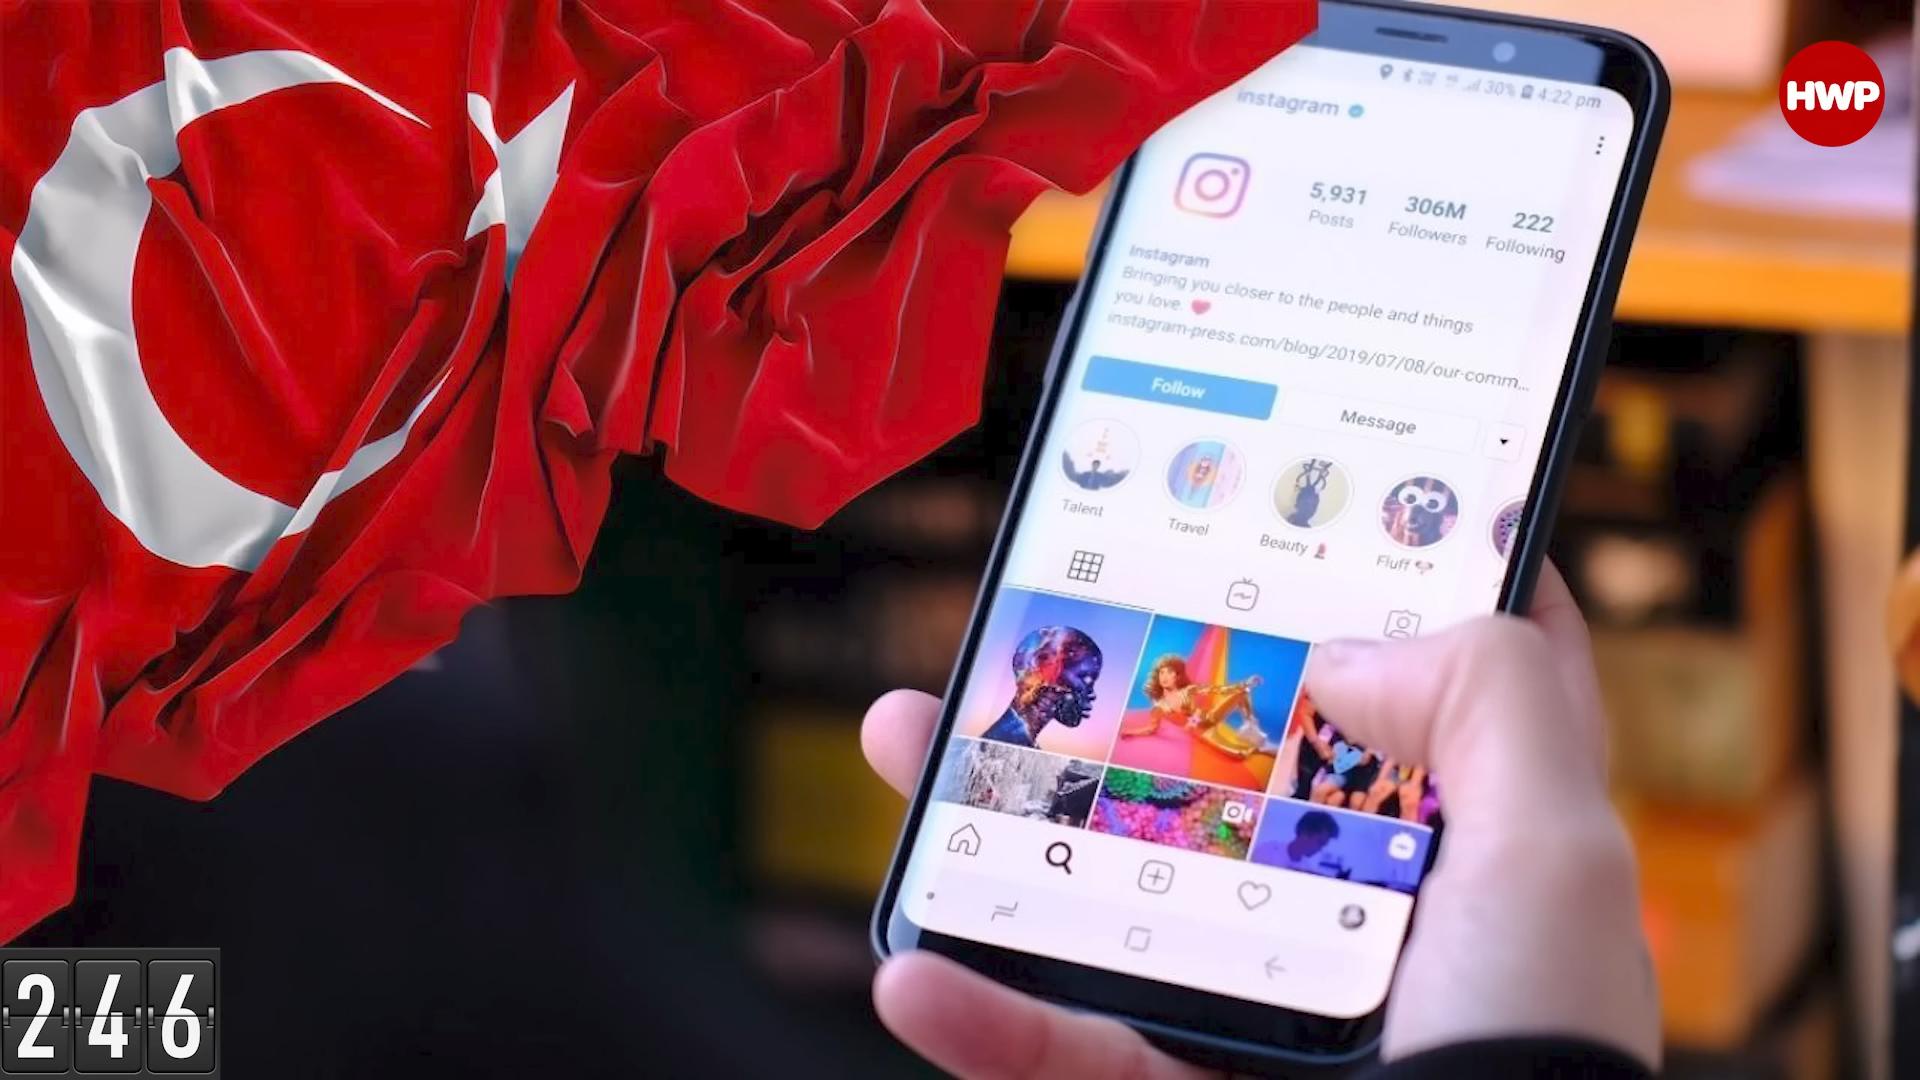 HWP
30% 4:22 pm
instagram
5,931 306M 222
Posts Followers Following
Instagram
Bringing you closer to the people and things
you love.
instagram-press.com/blog/2019/07/08/our-comm...
Follow Message
Talent Travel Beauty Fluff
246